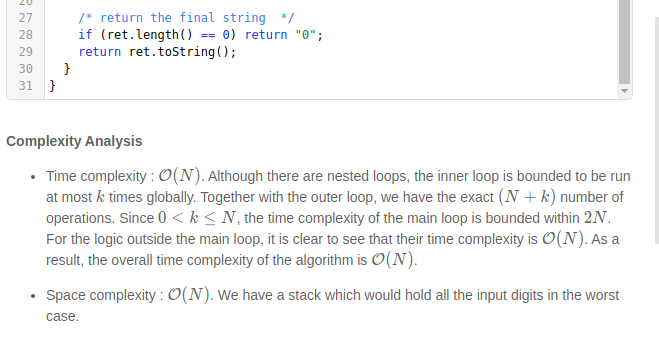 26
27 /* return the final string */
28 if (ret.length() == 0) return "0";
29 return ret.toString();
30 }
31 }
Complexity Analysis
• Time complexity : O(N). Although there are nested loops, the inner loop is bounded to be run
at most k times globally. Together with the outer loop, we have the exact (N + k) number of
operations. Since 0 < k ≤ N, the time complexity of the main loop is bounded within 2N.
For the logic outside the main loop, it is clear to see that their time complexity is O(N). As a
result, the overall time complexity of the algorithm is O(N).
• Space complexity : O(N). We have a stack which would hold all the input digits in the worst
case.